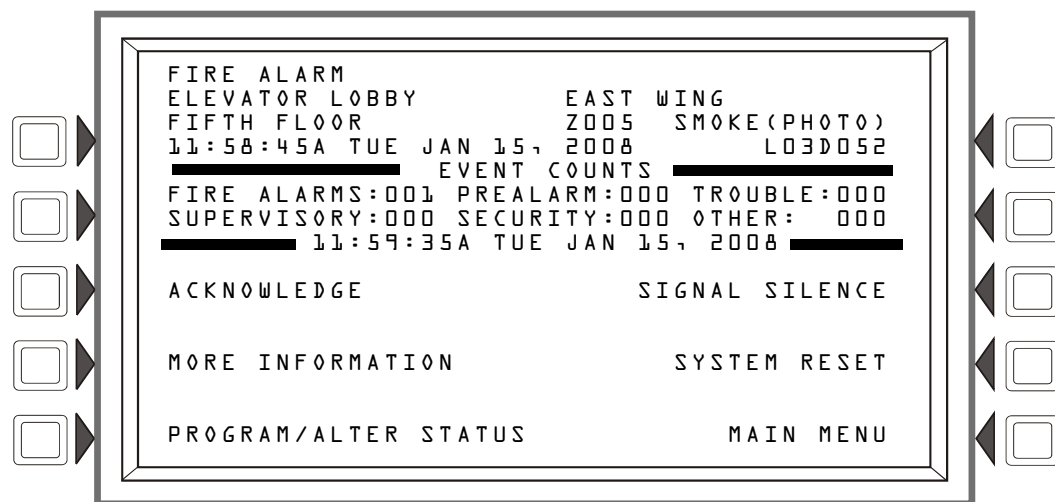 FIRE ALARM
ELEVATOR LOBBY EAST WING
FIFTH FLOOR Z005 SMOKE(PHOTO)
11:58:45A TUE JAN 15, 2008 L03D052
EVENT COUNTS
FIRE ALARMS:001 PREALARM:000 TROUBLE:000
SUPERVISORY:000 SECURITY:000 OTHER: 000
11:59:35A TUE JAN 15, 2008
ACKNOWLEDGE SIGNAL SILENCE
MORE INFORMATION SYSTEM RESET
PROGRAM/ALTER STATUS MAIN MENU